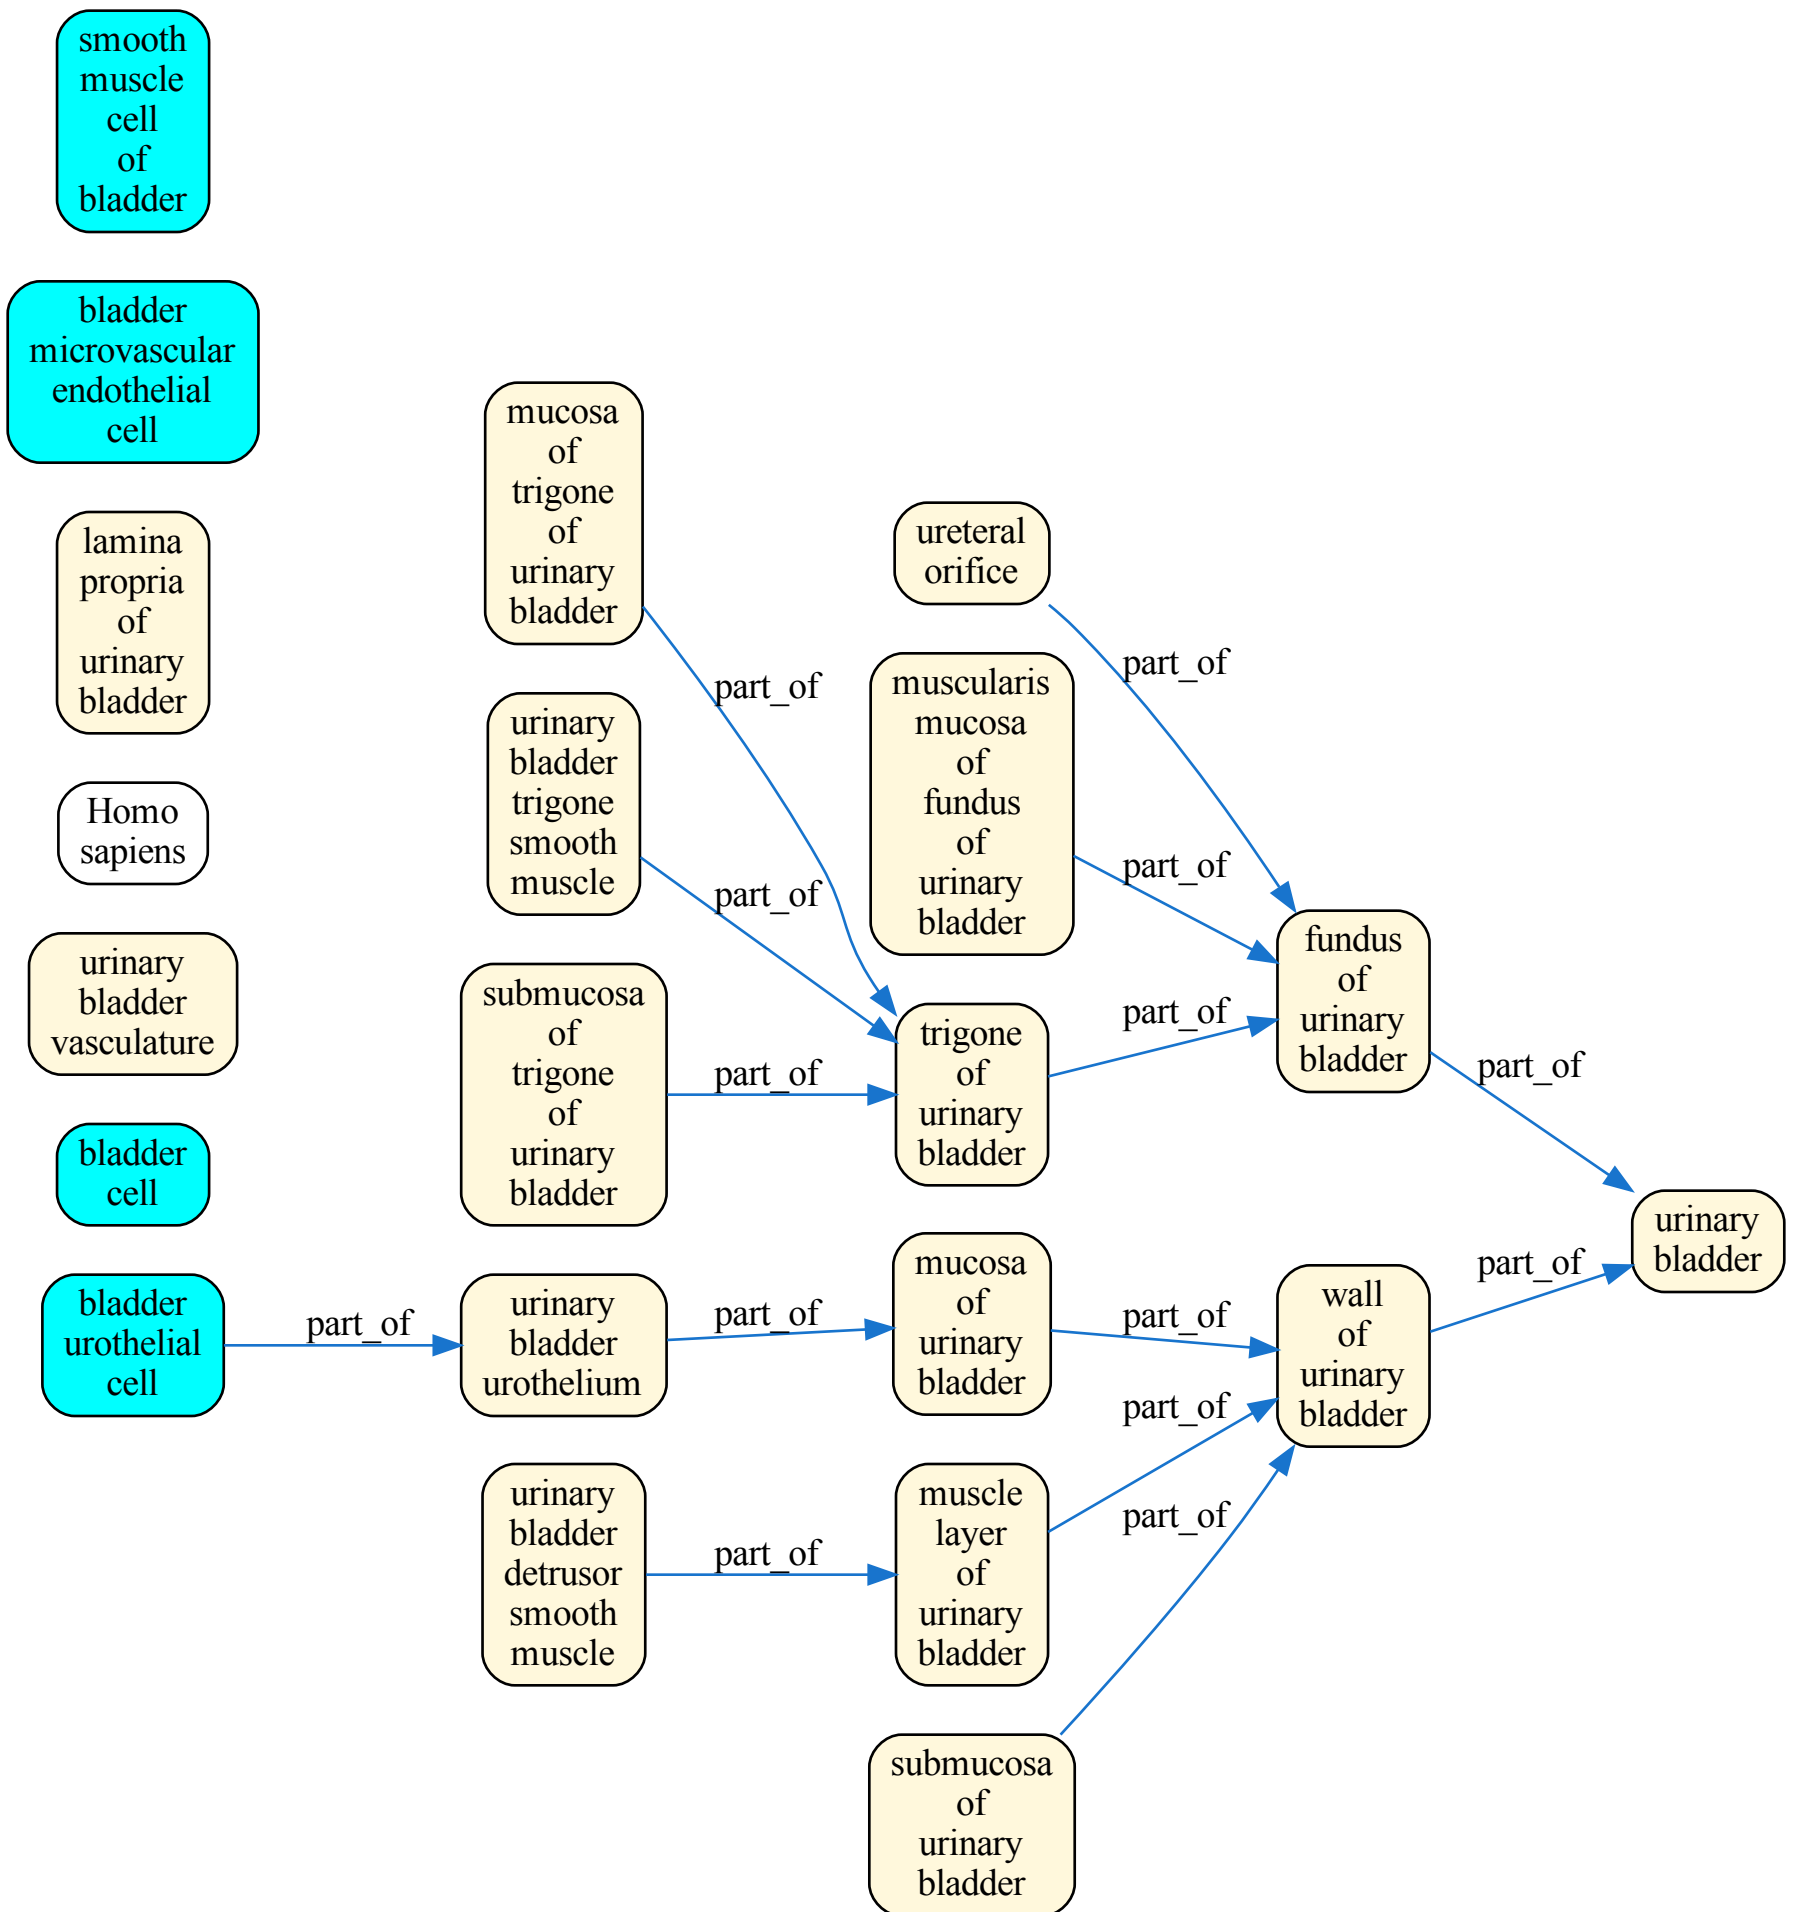 smooth
muscle
cell
of
bladder
bladder
microvascular
endothelial
cell
lamina
propria
of
urinary
bladder
Homo
sapiens
urinary
bladder
vasculature
bladder
cell
bladder
urothelial
cell
part_of
mucosa
of
trigone
of
urinary
bladder
part_of
urinary
bladder
trigone
smooth
muscle
part_of
submucosa
of
trigone
of
urinary
bladder
part_of
urinary
bladder
urothelium
part_of
urinary
bladder
detrusor
smooth
muscle
part_of
ureteral
orifice
part_of
muscularis
mucosa
of
fundus
of
urinary
bladder
part_of
trigone
of
urinary
bladder
part_of
mucosa
of
urinary
bladder
part_of
muscle
layer
of
urinary
bladder
part_of
submucosa
of
urinary
bladder
part_of
fundus
of
urinary
bladder
part_of
wall
of
urinary
bladder
part_of
urinary
bladder